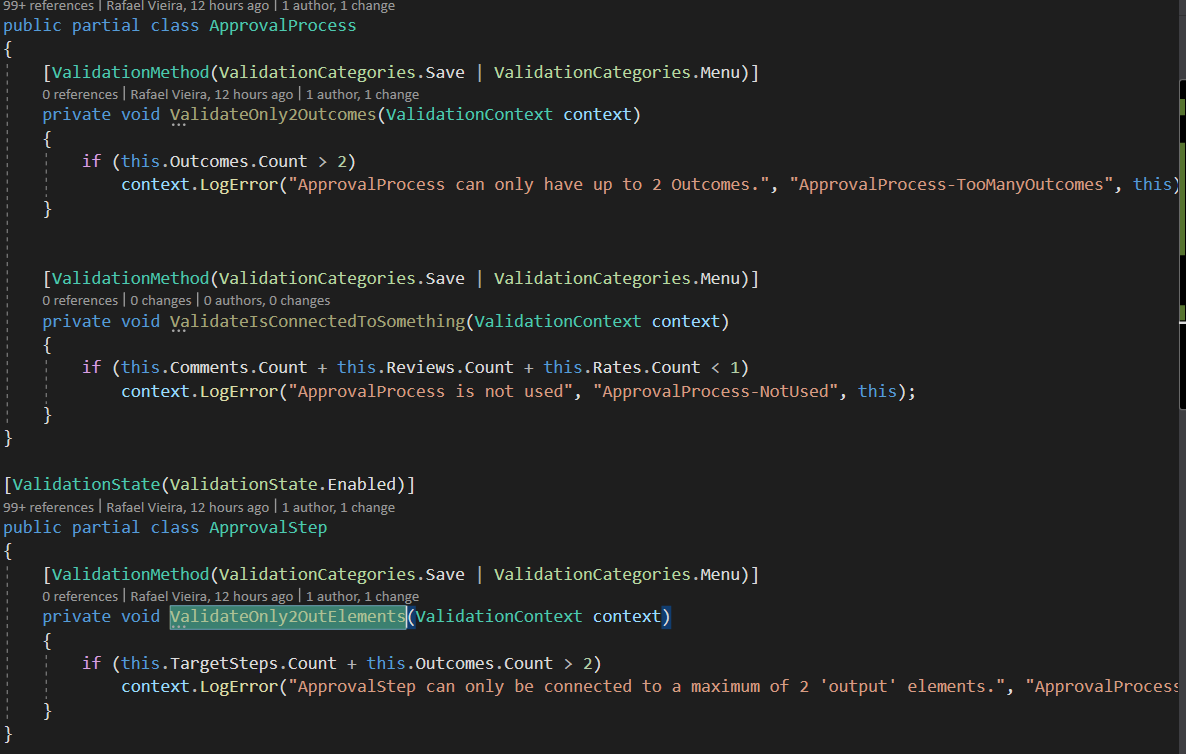 99+ references | Rafael Vieira, 12 hours ago | 1 author, 1 change
public partial class ApprovalProcess
{
[ValidationMethod(ValidationCategories.Save | ValidationCategories.Menu)]
0 references | Rafael Vieira, 12 hours ago | 1 author, 1 change
private void ValidateOnly2Outcomes(ValidationContext context)
{
if (this.Outcomes.Count > 2)
context.LogError("ApprovalProcess can only have up to 2 Outcomes.", "ApprovalProcess-TooManyOutcomes", this)
}
[ValidationMethod(ValidationCategories.Save | ValidationCategories.Menu)]
0 references | 0 changes | 0 authors, 0 changes
private void ValidateIsConnectedToSomething(ValidationContext context)
{
if (this.Comments.Count + this.Reviews.Count + this.Rates.Count < 1)
context.LogError("ApprovalProcess is not used", "ApprovalProcess-NotUsed", this);
}
}
[ValidationState(ValidationState.Enabled)]
99+ references | Rafael Vieira, 12 hours ago | 1 author, 1 change
public partial class ApprovalStep
{
[ValidationMethod(ValidationCategories.Save | ValidationCategories.Menu)]
0 references | Rafael Vieira, 12 hours ago | 1 author, 1 change
private void ValidateOnly2OutElements(ValidationContext context)
{
if (this.TargetSteps.Count + this.Outcomes.Count > 2)
context.LogError("ApprovalStep can only be connected to a maximum of 2 'output' elements.", "ApprovalProcess
}
}